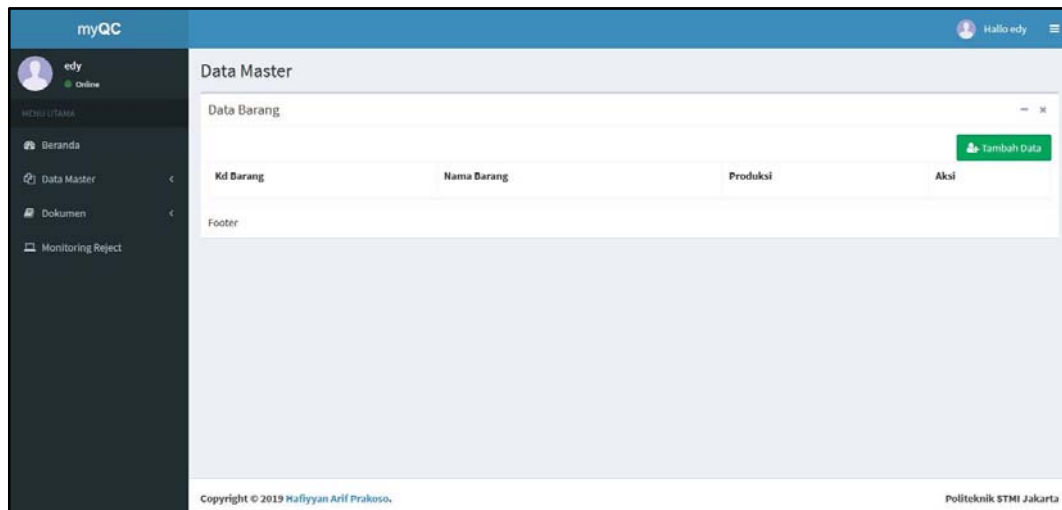 myQC
Hallo edy
edy
Online
MENU UTAMA
Beranda
Data Master
Dokumen
Monitoring Reject
Data Master
Data Barang
Tambah Data
Kd Barang Nama Barang Produksi Aksi
Footer
Copyright © 2019 Hafiyyan Arif Prakoso. Politeknik STMI Jakarta